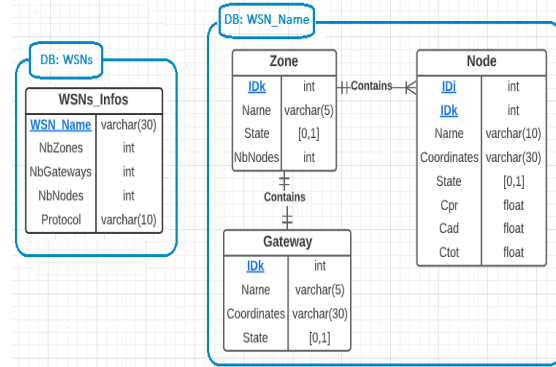 DB: WSNs
WSNs_Infos
WSN_Name varchar(30)
NbZones int
NbGateways int
NbNodes int
Protocol varchar(10)
DB: WSN_Name
Zone
IDk int
Name varchar(5)
State [0,1]
NbNodes int
Contains
Node
IDi int
IDk int
Name varchar(10)
Coordinates varchar(30)
State [0,1]
Cpr float
Cad float
Ctot float
Contains
Gateway
IDk int
Name varchar(5)
Coordinates varchar(30)
State [0,1]